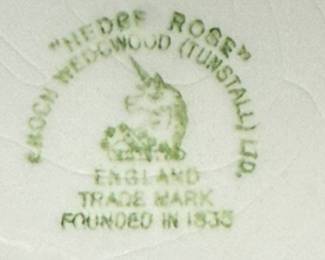 "HEDGE ROSE"
ENOCH WEDGWOOD (TUNSTALL) LTD.
ENGLAND
TRADE MARK
FOUNDED IN 1835